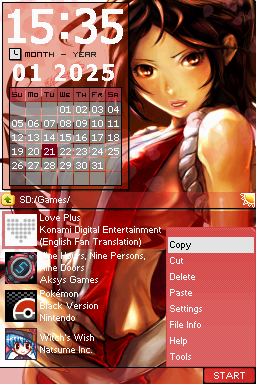 15:35
MONTH - YEAR
01 2025
Su Mo Tu We Th Fr Sa
01 02 03 04
05 06 07 08 09 10 11
12 13 14 15 16 17 18
19 20 21 22 23 24 25
26 27 28 29 30 31
SD:/Games/
Love Plus
Konami Digital Entertainment
(English Fan Translation)
Nine Hours, Nine Persons,
Nine Doors
Aksys Games
Pokémon
Black Version
Nintendo
Witch's Wish
Natsume Inc.
Copy
Cut
Delete
Paste
Settings
File Info
Help
Tools
START